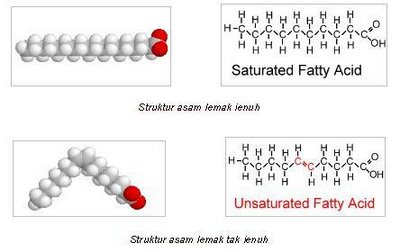 Saturated Fatty Acid
Struktur asam lemak jenuh
Unsaturated Fatty Acid
Struktur asam lemak tak jenuh